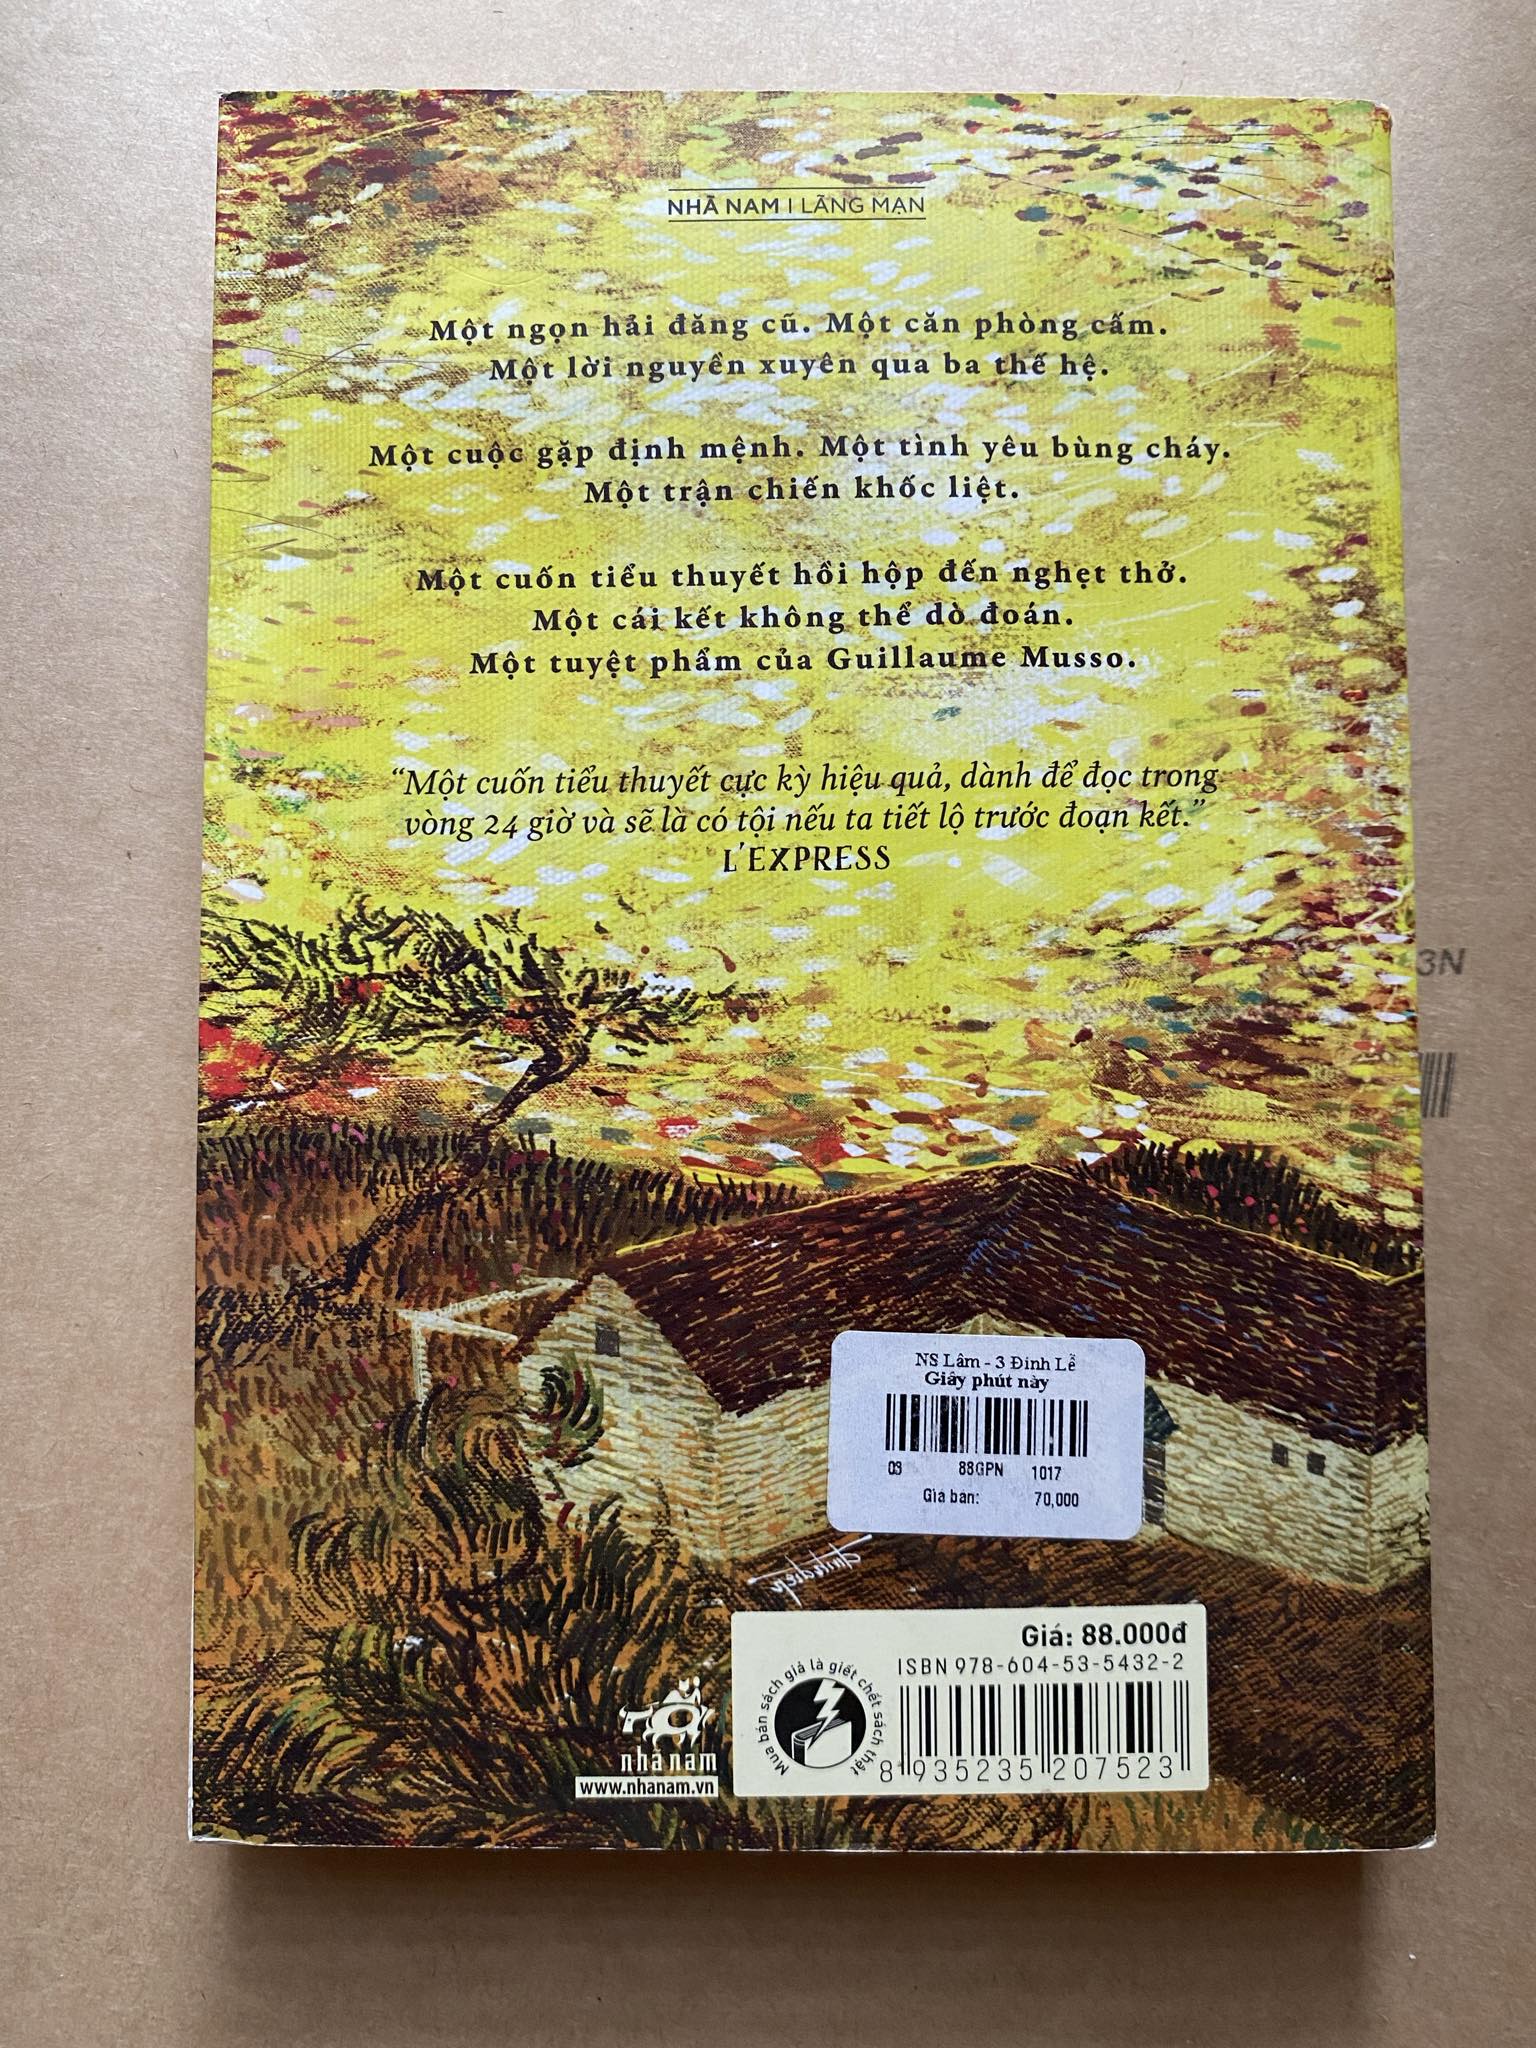 NHÃ NAM | LÃNG MẠN
Một ngọn hải đăng cũ. Một căn phòng cấm.
Một lời nguyền xuyên qua ba thế hệ.
Một cuộc gặp định mệnh. Một tình yêu bùng cháy.
Một trận chiến khốc liệt.
Một cuốn tiểu thuyết hồi hộp đến nghẹt thở.
Một cái kết không thể dò đoán.
Một tuyệt phẩm của Guillaume Musso.
“Một cuốn tiểu thuyết cực kỳ hiệu quả, dành để đọc trong
vòng 24 giờ và sẽ là có tội nếu ta tiết lộ trước đoạn kết.”
L'EXPRESS
3N
NS Lâm - 3 Đinh Lễ
Giây phút này
03 88GPN 1017
Gia ban: 70,000
Giá: 88.000đ
ISBN 978-604-53-5432-2
Mua bán sách giả là giết chết sách thật
8 935235 207523
nhã nam
www.nhanam.vn